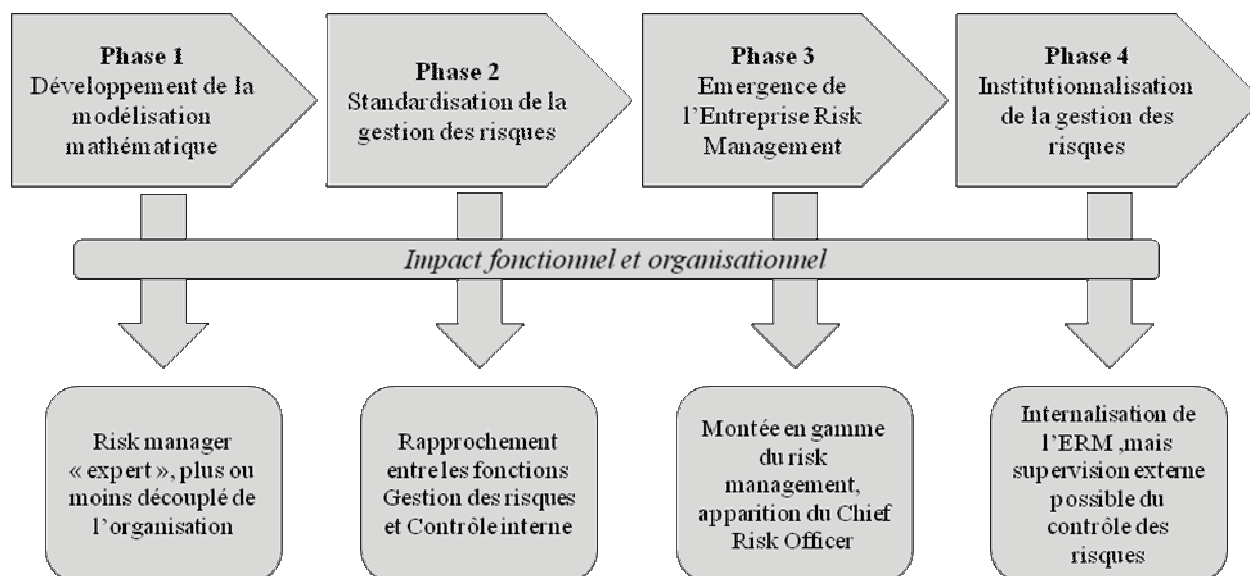 Phase 1
Développement de la
modélisation
mathématique
Phase 2
Standardisation de la
gestion des risques
Phase 3
Emergence de
l’Entreprise Risk
Management
Phase 4
Institutionnalisation
de la gestion des
risques
Impact fonctionnel et organisationnel
Risk manager
« expert », plus ou
moins découplé de
l’organisation
Rapprochement
entre les fonctions
Gestion des risques
et Contrôle interne
Montée en gamme
du risk
management,
apparition du Chief
Risk Officer
Internalisation de
l’ERM ,mais
supervision externe
possible du
contrôle des
risques